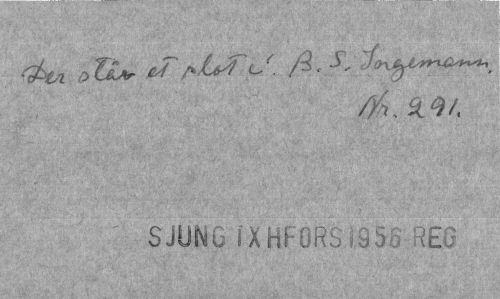 Der står et slot i. B. S. Ingemann.
Nr. 291.
SJUNG IX HFORS 1956 REG